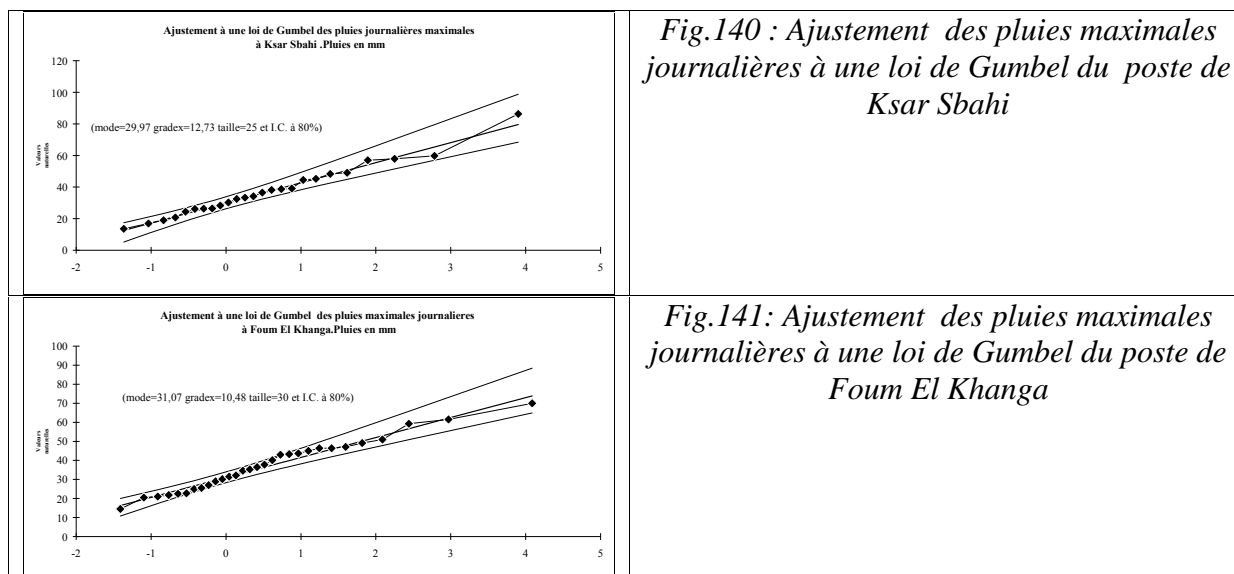 Ajustement à une loi de Gumbel des pluies journalières maximales
à Ksar Sbahi .Pluies en mm
120
100
80
60
40
20
0
Valeurs
naturelles
(mode=29,97 gradex=12,73 taille=25 et I.C. à 80%)
-2 -1 0 1 2 3 4 5
Fig.140 : Ajustement des pluies maximales
journalières à une loi de Gumbel du poste de
Ksar Sbahi
Ajustement à une loi de Gumbel des pluies maximales journalieres
à Foum El Khanga.Pluies en mm
100
90
80
70
60
50
40
30
20
10
0
Valeurs
naturelles
(mode=31,07 gradex=10,48 taille=30 et I.C. à 80%)
-2 -1 0 1 2 3 4 5
Fig.141: Ajustement des pluies maximales
journalières à une loi de Gumbel du poste de
Foum El Khanga